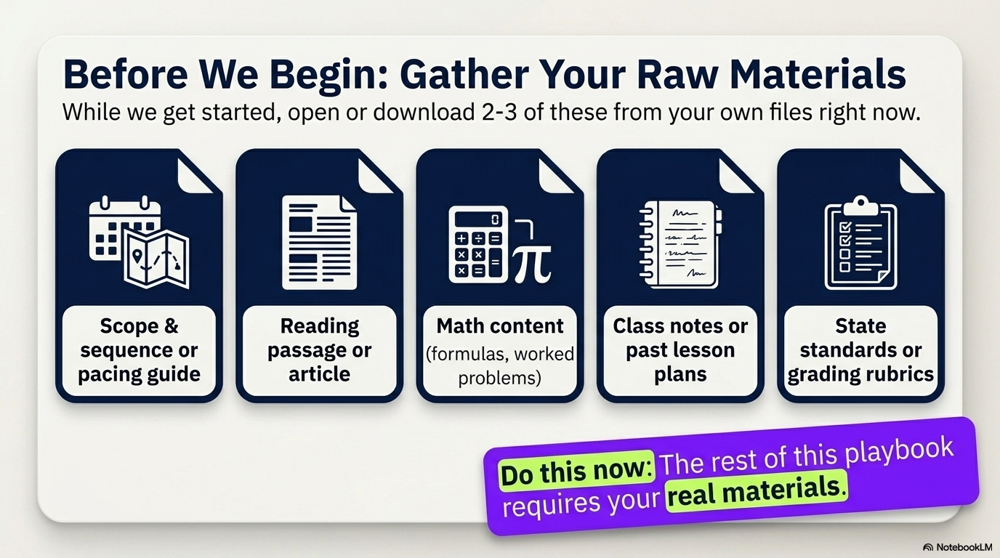 Before We Begin: Gather Your Raw Materials
While we get started, open or download 2-3 of these from your own files right now.
Scope &
sequence or
pacing guide
Reading
passage or
article
0
+ ÷ =
× × =
×
π
Math content
(formulas, worked
problems)
Class notes or
past lesson
plans
State
standards or
grading rubrics
Do this now: The rest of this playbook
requires your real materials.
NotebookLM